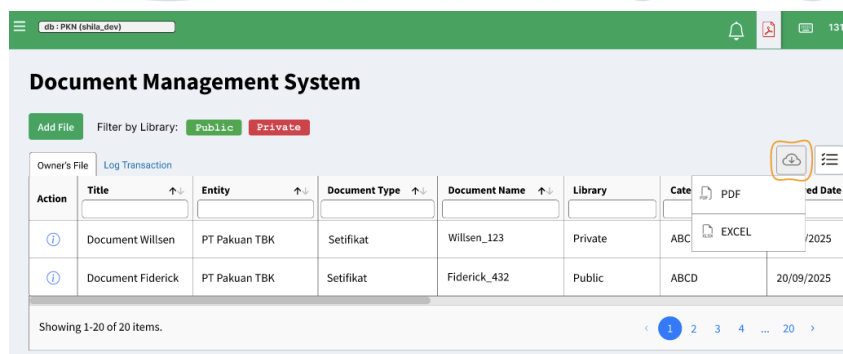 db : PKN (shila_dev)
131
Document Management System
Add File Filter by Library: Public Private
Owner's File Log Transaction
Action Title Entity Document Type Document Name Library Cate ed Date
PDF PDF
XLSX EXCEL
Document Willsen PT Pakuan TBK Setifikat Willsen_123 Private ABC /2025
Document Fiderick PT Pakuan TBK Setifikat Fiderick_432 Public ABCD 20/09/2025
Showing 1-20 of 20 items. ‹ 1 2 3 4 ... 20 ›